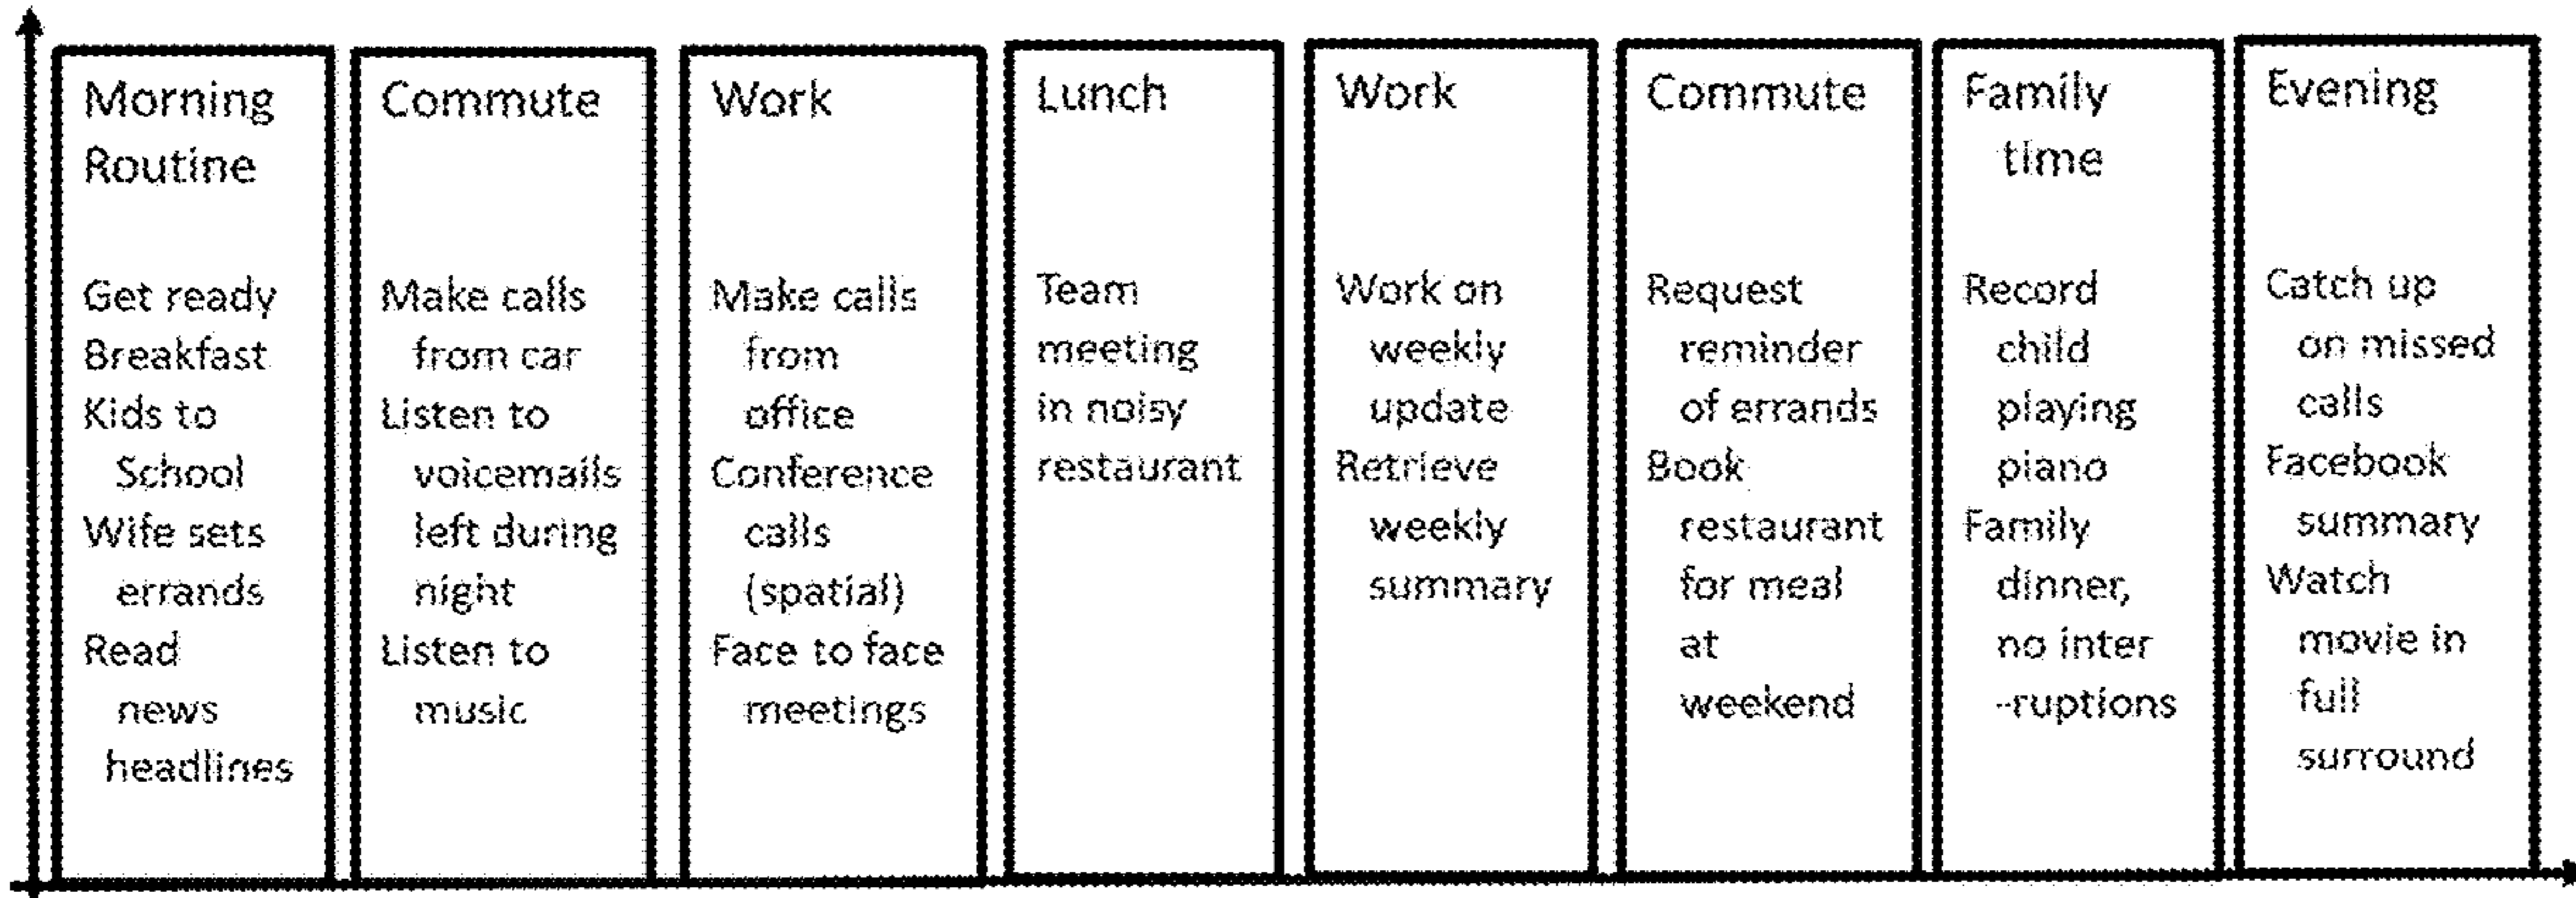 Morning
Routine
Get ready
Breakfast
Kids to
School
Wife sets
errands
Read
news
headlines
Commute
Make calls
from car
Listen to
voicemails
left during
night
Listen to
music
Work
Make calls
from
office
Conference
calls
(spatial)
Face to face
meetings
Lunch
Team
meeting
in noisy
restaurant
Work
Work on
weekly
update
Retrieve
weekly
summary
Commute
Request
reminder
of errands
Book
restaurant
for meal
at
weekend
Family
time
Record
child
playing
piano
Family
dinner,
no inter
-ruptions
Evening
Catch up
on missed
calls
Facebook
summary
Watch
movie in
full
surround